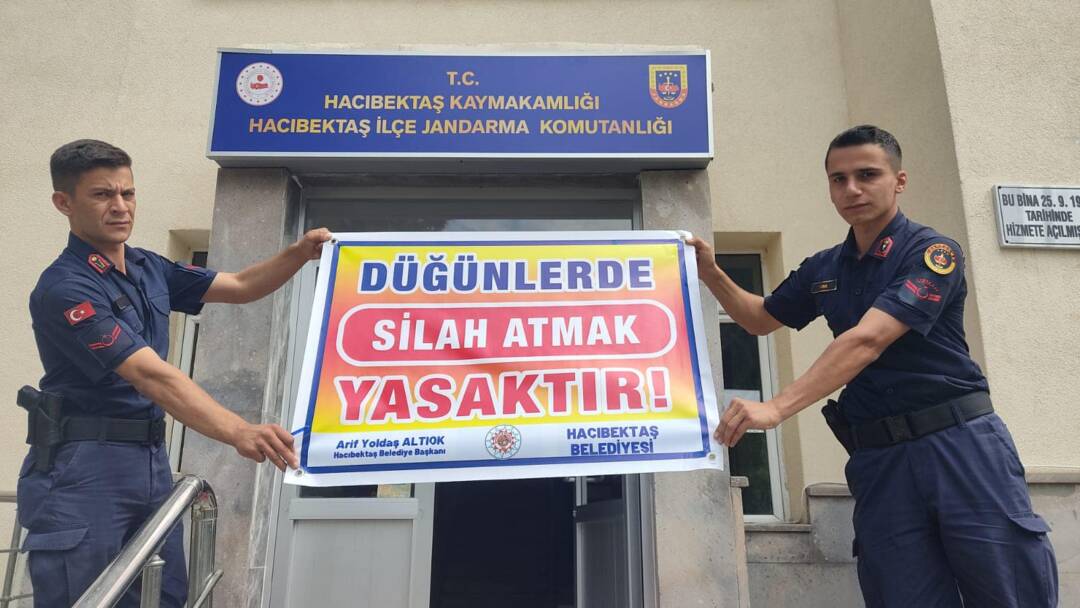 T.C.
HACIBEKTAŞ KAYMAKAMLIĞI
HACIBEKTAŞ İLÇE JANDARMA KOMUTANLIĞI
BU BİNA 25. 9. 19
TARİHİNDE
HİZMETE AÇILMIŞ
DÜĞÜNLERDE
SİLAH ATMAK
YASAKTIR!
Arif Yoldaş ALTIOK
Hacıbektaş Belediye Başkanı
HACIBEKTAŞ
BELEDİYESİ